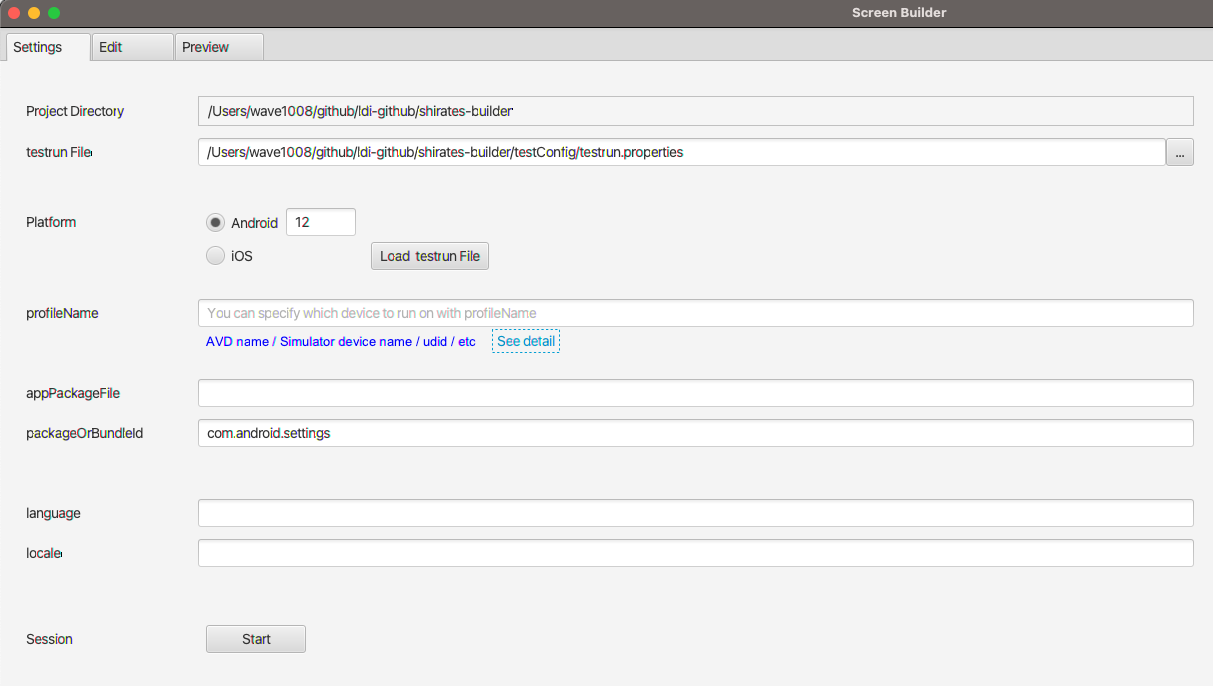 Screen Builder
Settings Edit Preview
Project Directory /Users/wave1008/github/ldi-github/shirates-builder
testrun File /Users/wave1008/github/ldi-github/shirates-builder/testConfig/testrun.properties ...
Platform Android 12
iOS Load testrun File
profileName You can specify which device to run on with profileName
AVD name / Simulator device name / udid / etc See detail
appPackageFile
packageOrBundleId com.android.settings
language
locale
Session Start